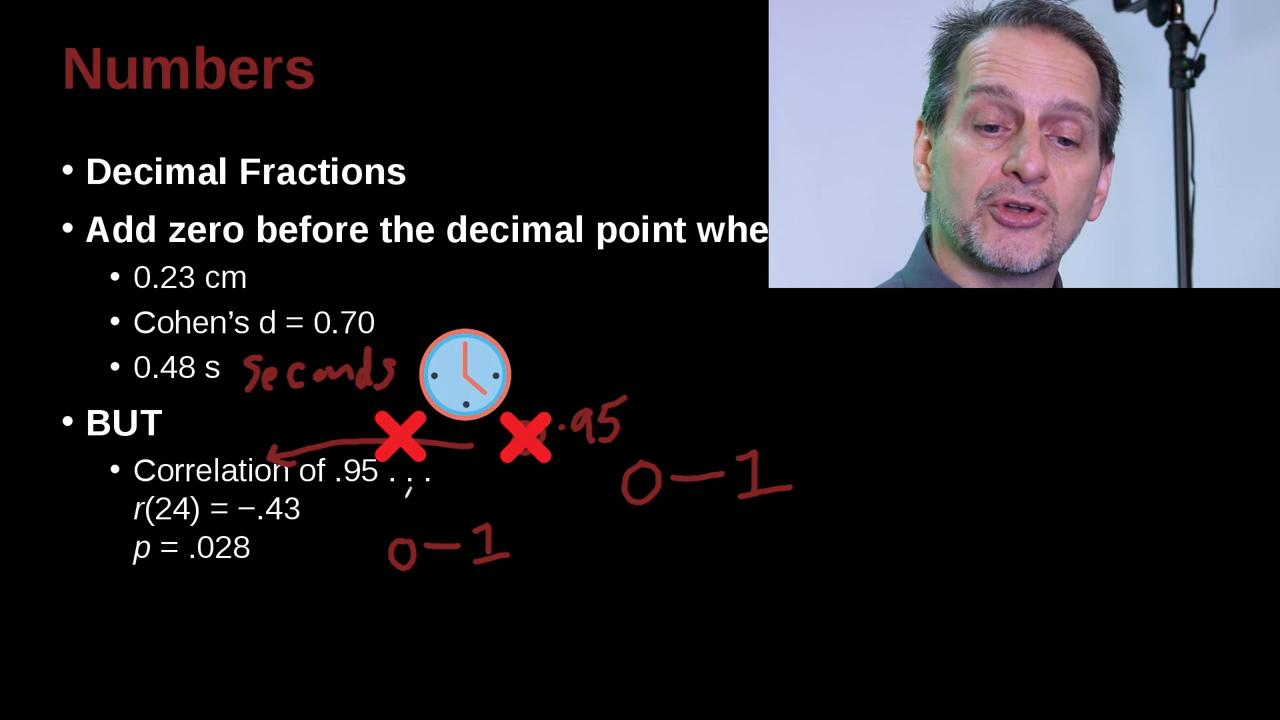 Numbers
• Decimal Fractions
• Add zero before the decimal point whe
• 0.23 cm
• Cohen’s d = 0.70
• 0.48 s seconds
• BUT
.95
• Correlation of .95 . . .
0-1
r(24) = −.43
p = .028
0-1